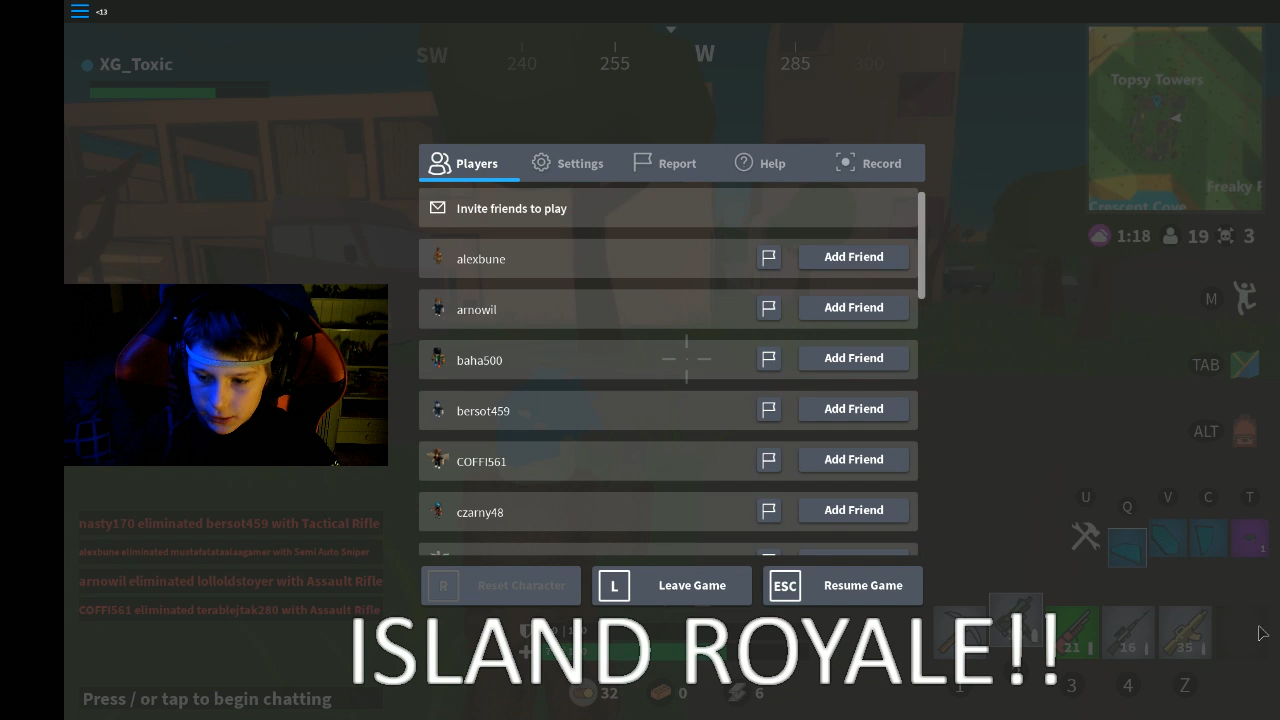 <13
XG_Toxic
SW 240 255 W 285 300
Topsy Towers
Freaky F
Crescent Cove
1:18 19 3
Players Settings Report Help Record
Invite friends to play
alexbune Add Friend
arnowil Add Friend
baha500 Add Friend
bersot459 Add Friend
COFFI561 Add Friend
czarny48 Add Friend
M
TAB
ALT
U Q V C T
1
nasty170 eliminated bersot459 with Tactical Rifle
alexbune eliminated mustafatataslaagamer with Semi Auto Sniper
arnowil eliminated lolloldstoyer with Assault Rifle
COFFI561 eliminated terablejtak280 with Assault Rifle
R Reset Character L Leave Game ESC Resume Game
ISLAND ROYALE!!
21 16 35
1 3 4 Z
32 0 6
Press / or tap to begin chatting